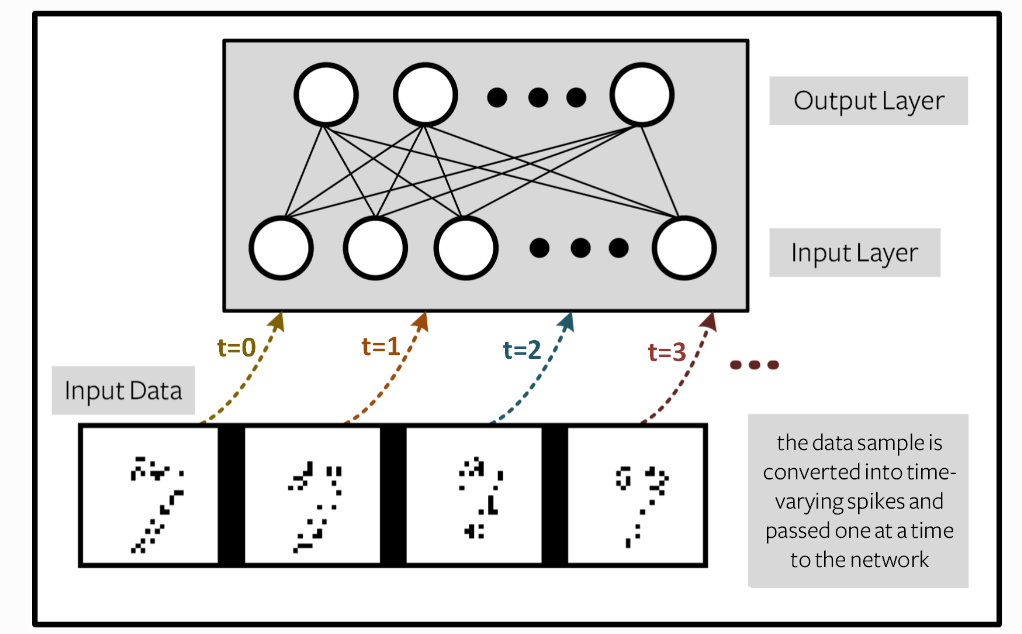 Output Layer
Input Layer
t=0
t=1
t=2
t=3
Input Data
the data sample is
converted into time-
varying spikes and
passed one at a time
to the network